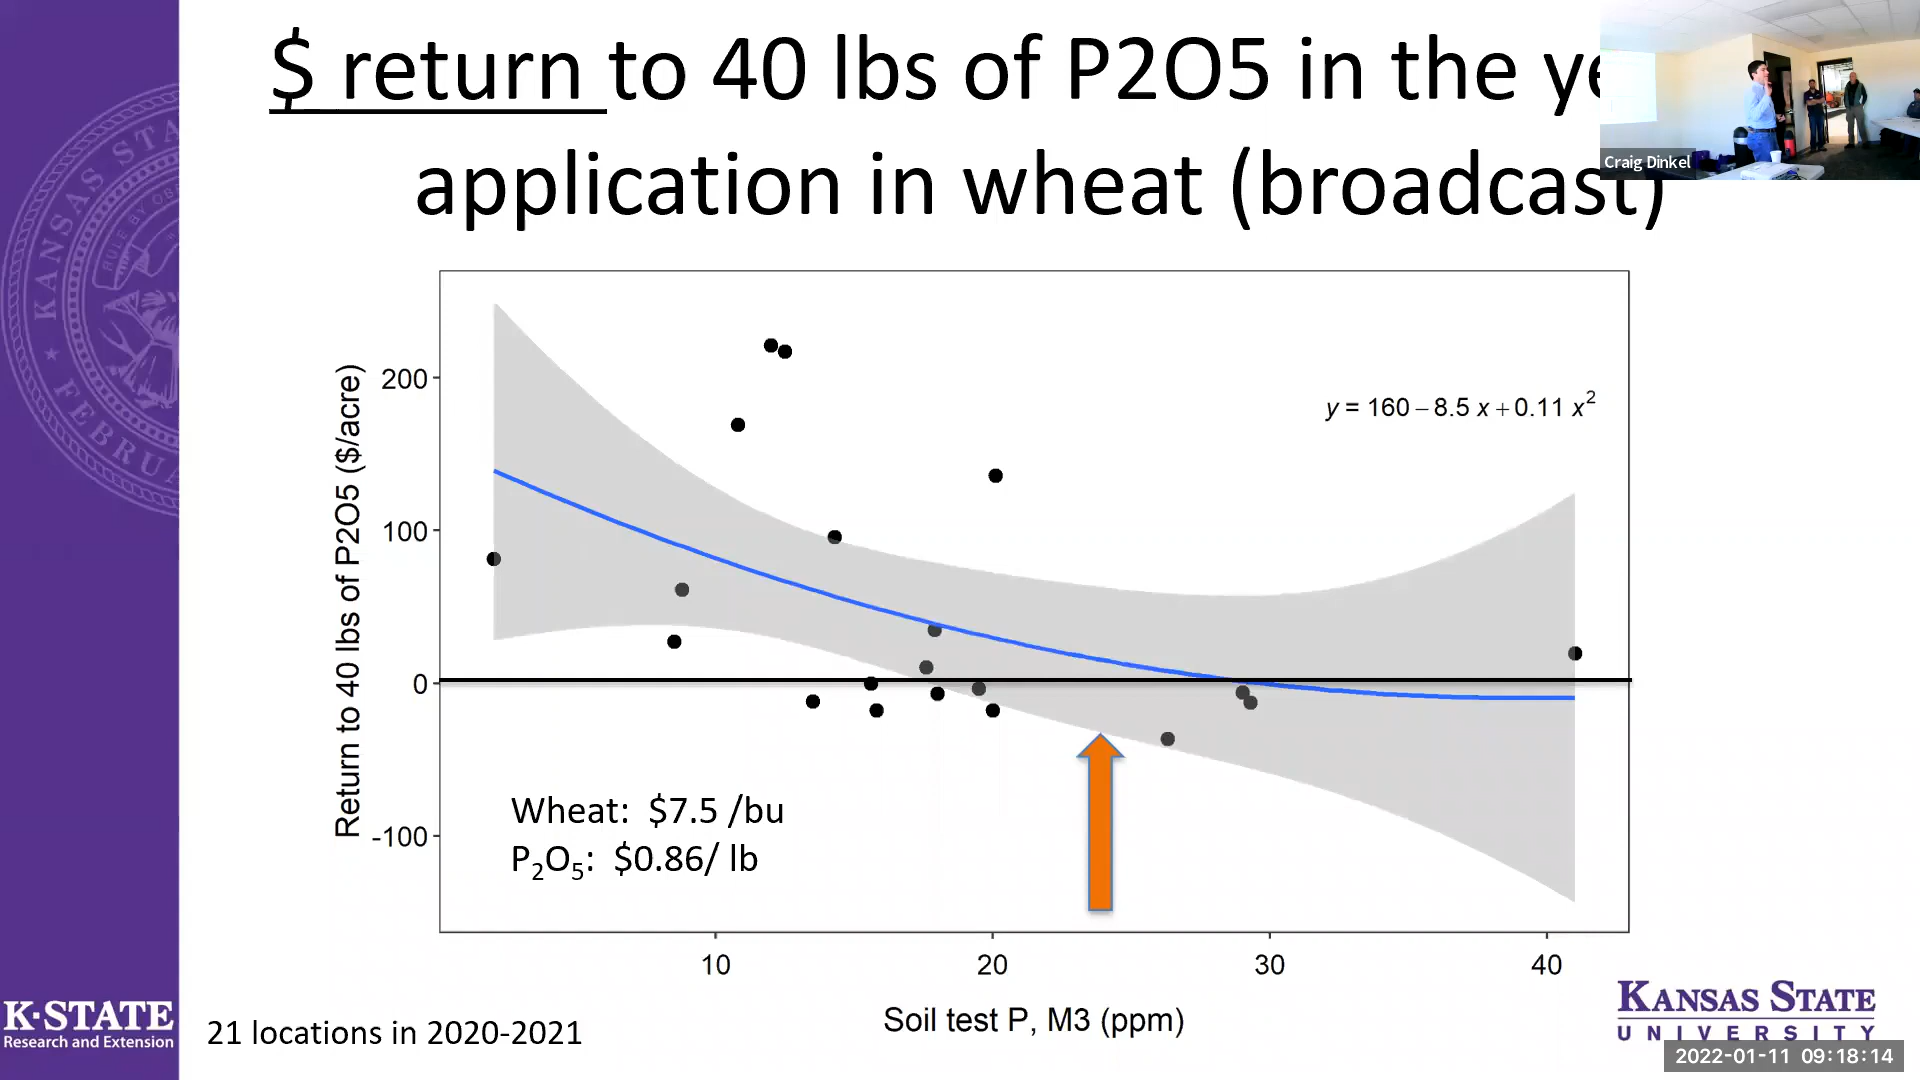 $ return to 40 lbs of P2O5 in the ye
application in wheat (broadcast)
Craig Dinkel
Return to 40 lbs of P2O5 ($/acre)
200
100
0
-100
y = 160 – 8.5 x + 0.11 x²
Wheat: $7.5 /bu
P₂O₅: $0.86/ lb
10 20 30 40
Soil test P, M3 (ppm)
21 locations in 2020-2021
KANSAS STA
FEBRUA
K-STATE
Research and Extension
KANSAS STATE
UNIVERSITY
2022-01-11 09:18:14